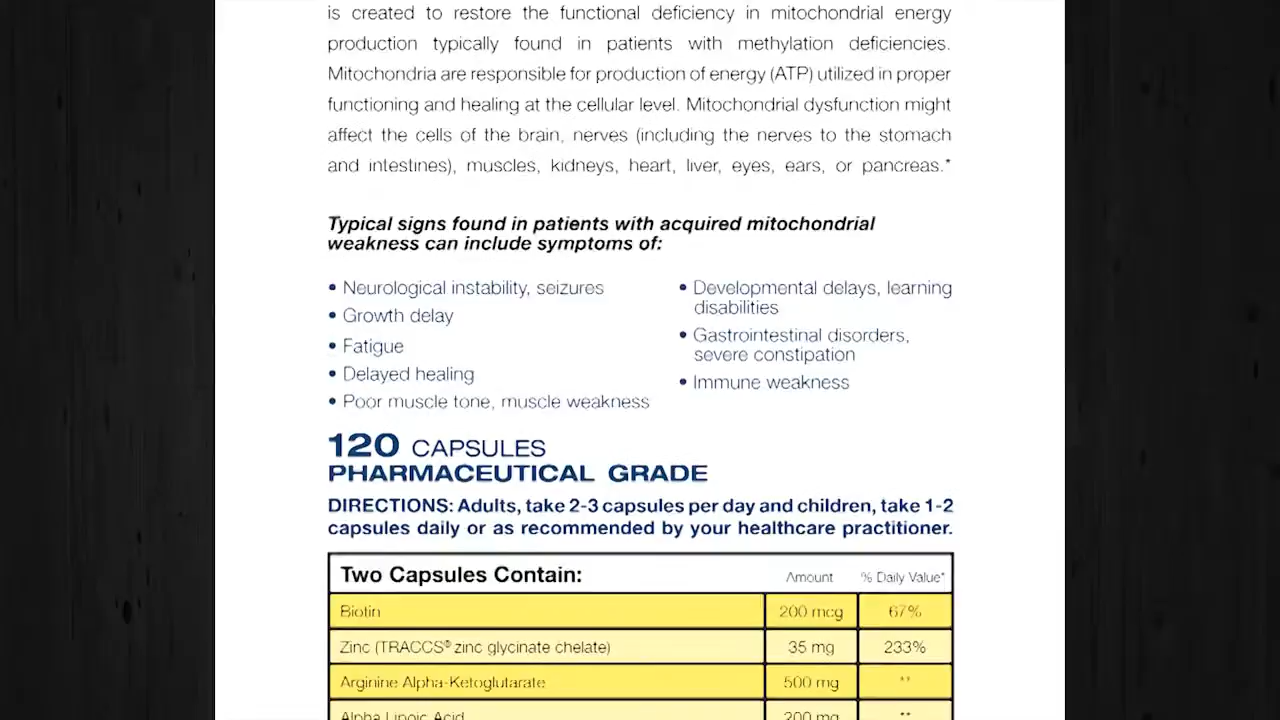 is created to restore the functional deficiency in mitochondrial energy
production typically found in patients with methylation deficiencies.
Mitochondria are responsible for production of energy (ATP) utilized in proper
functioning and healing at the cellular level. Mitochondrial dysfunction might
affect the cells of the brain, nerves (including the nerves to the stomach
and intestines), muscles, kidneys, heart, liver, eyes, ears, or pancreas.*
Typical signs found in patients with acquired mitochondrial
weakness can include symptoms of:
• Neurological instability, seizures
• Growth delay
• Fatigue
• Delayed healing
• Poor muscle tone, muscle weakness
• Developmental delays, learning
disabilities
• Gastrointestinal disorders,
severe constipation
• Immune weakness
120 CAPSULES
PHARMACEUTICAL GRADE
DIRECTIONS: Adults, take 2-3 capsules per day and children, take 1-2
capsules daily or as recommended by your healthcare practitioner.
Two Capsules Contain: Amount % Daily Value*
Biotin 200 mcg 67%
Zinc (TRACCS® zinc glycinate chelate) 35 mg 233%
Arginine Alpha-Ketoglutarate 500 mg **
Alpha Lipoic Acid 200 mg **